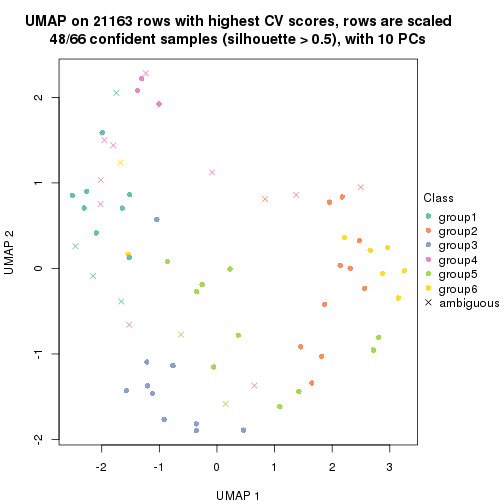 UMAP on 21163 rows with highest CV scores, rows are scaled
48/66 confident samples (silhouette > 0.5), with 10 PCs
2
1
0
-1
-2
UMAP 2
-2
-1
0
1
2
3
UMAP 1
Class
group1
group2
group3
group4
group5
group6
ambiguous